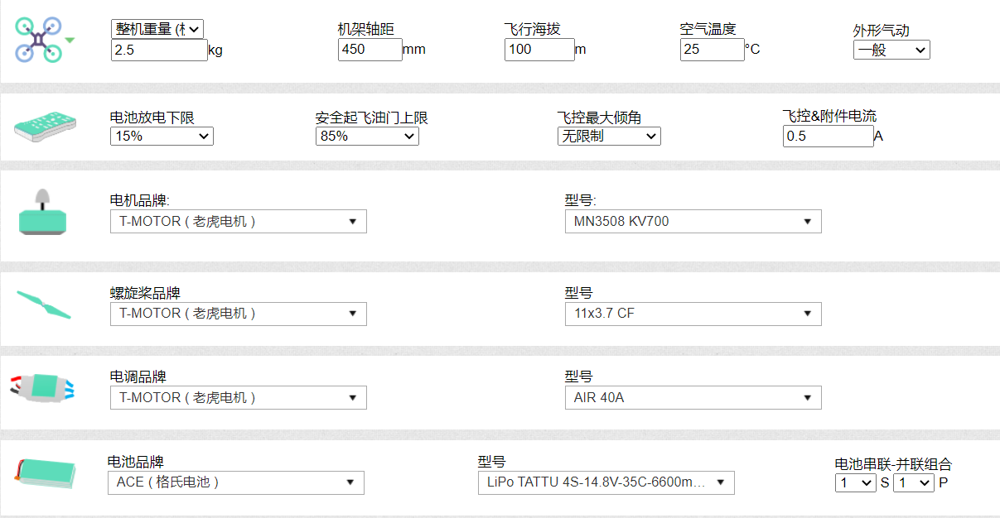 整机重量 (机
2.5 kg
机架轴距
450 mm
飞行海拔
100 m
空气温度
25 °C
外形气动
一般
电池放电下限
15%
安全起飞油门上限
85%
飞控最大倾角
无限制
飞控&附件电流
0.5 A
电机品牌:
T-MOTOR ( 老虎电机 )
型号:
MN3508 KV700
螺旋桨品牌
T-MOTOR ( 老虎电机 )
型号
11x3.7 CF
电调品牌
T-MOTOR ( 老虎电机 )
型号
AIR 40A
电池品牌
ACE ( 格氏电池 )
型号
LiPo TATTU 4S-14.8V-35C-6600m...
电池串联-并联组合
1 S 1 P